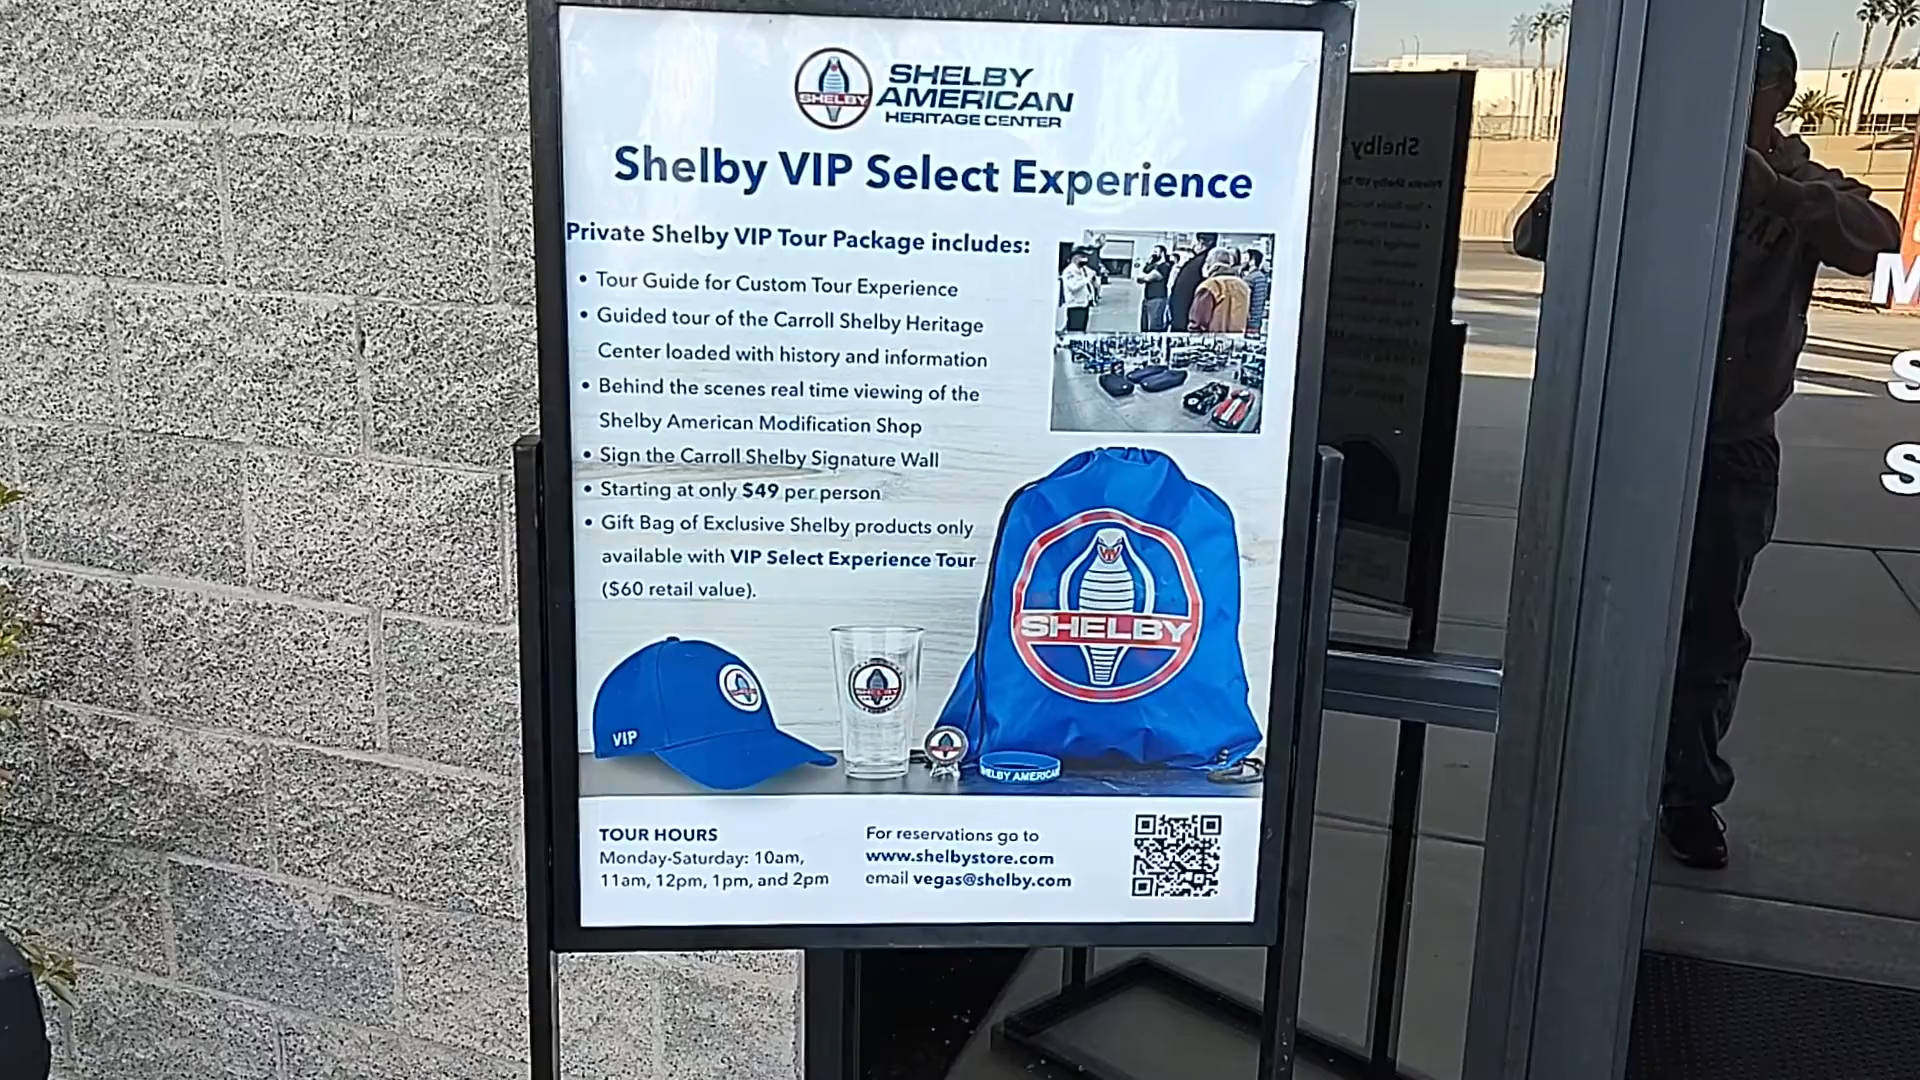 SHELBY
SHELBY
AMERICAN
HERITAGE CENTER
Shelby VIP Select Experience
Private Shelby VIP Tour Package includes:
• Tour Guide for Custom Tour Experience
• Guided tour of the Carroll Shelby Heritage
Center loaded with history and information
• Behind the scenes real time viewing of the
Shelby American Modification Shop
• Sign the Carroll Shelby Signature Wall
• Starting at only $49 per person
• Gift Bag of Exclusive Shelby products only
available with VIP Select Experience Tour
($60 retail value).
SHELBY
VIP
SHELBY
SHELBY AMERICAN
TOUR HOURS
Monday-Saturday: 10am,
11am, 12pm, 1pm, and 2pm
For reservations go to
www.shelbystore.com
email vegas@shelby.com
Shelby
M
S
S